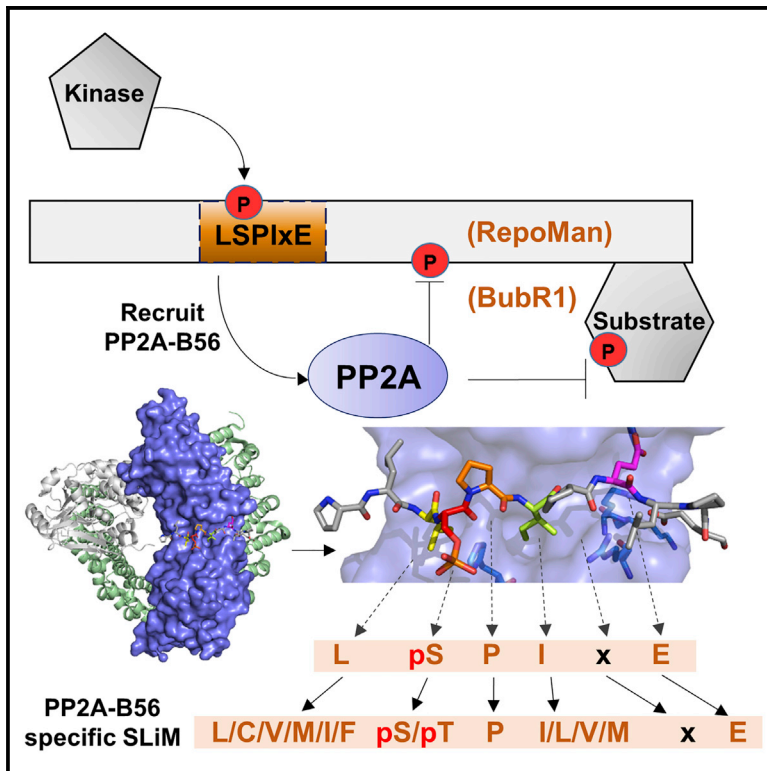 Kinase
P
LSPIxE
(RepoMan)
P
(BubR1)
Recruit
PP2A-B56
Substrate
P
PP2A
L pS P I x E
PP2A-B56
specific SLiM
L/C/V/M/I/F pS/pT P I/L/V/M x E